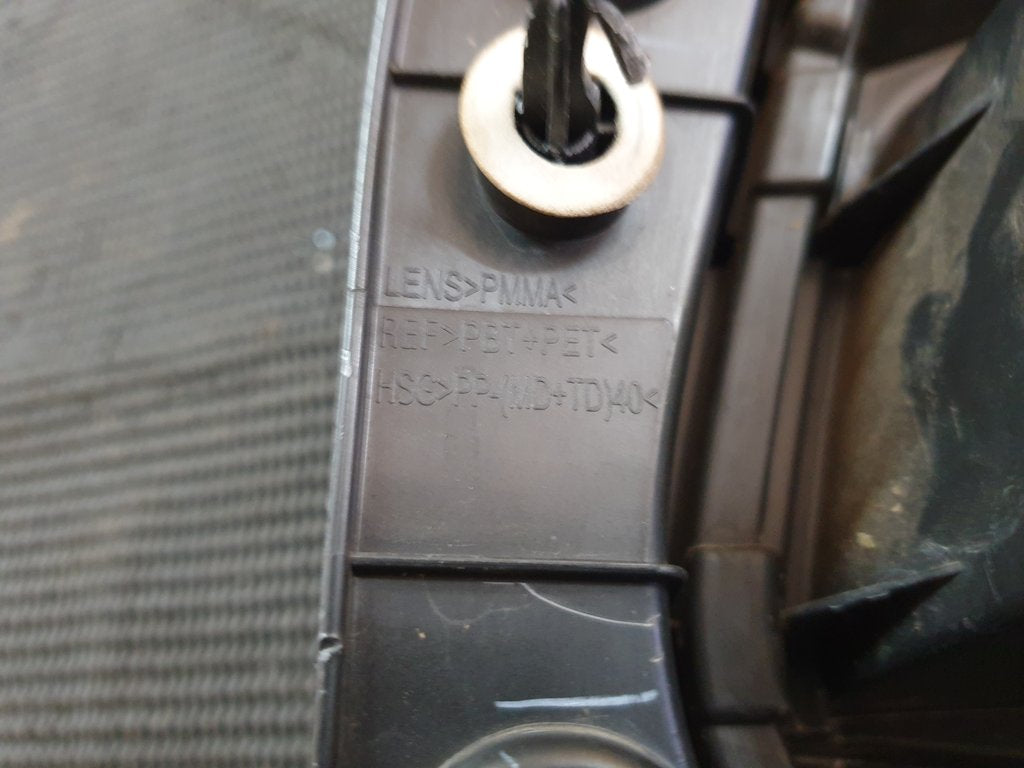 LENS>PMMA<
REF>PBT+PET<
HSG>PP-(MD+TD)40<